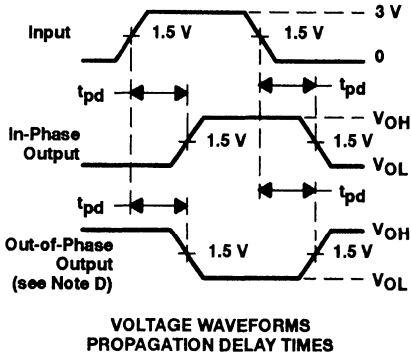 3 V
Input
1.5 V
1.5 V
0
tpd
tpd
VOH
In-Phase
Output
1.5 V
1.5 V
VOL
tpd
tpd
VOH
Out-of-Phase
Output
(see Note D)
1.5 V
1.5 V
VOL
VOLTAGE WAVEFORMS
PROPAGATION DELAY TIMES